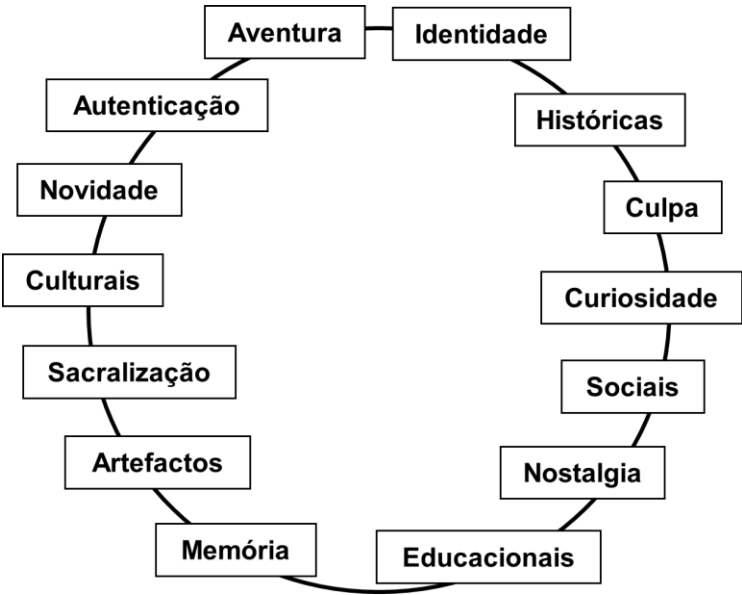 Aventura
Identidade
Históricas
Culpa
Curiosidade
Sociais
Nostalgia
Educacionais
Memória
Artefactos
Sacralização
Culturais
Novidade
Autenticação